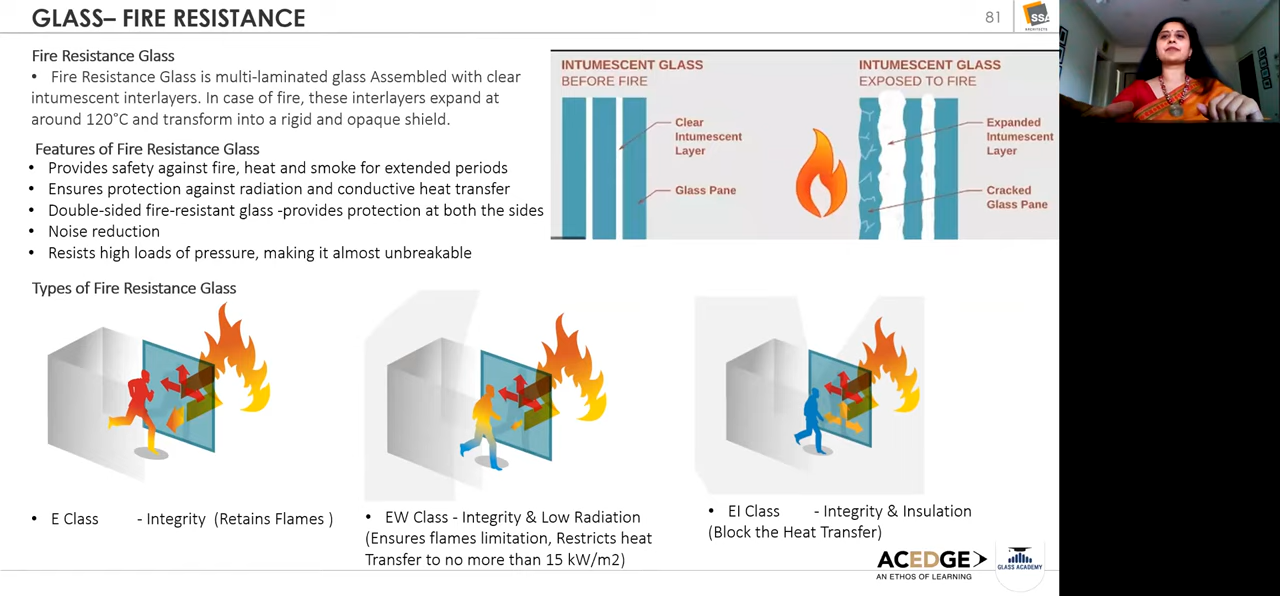 GLASS– FIRE RESISTANCE
81
SSA
ARCHITECTS
Fire Resistance Glass
• Fire Resistance Glass is multi-laminated glass Assembled with clear
intumescent interlayers. In case of fire, these interlayers expand at
around 120°C and transform into a rigid and opaque shield.
Features of Fire Resistance Glass
• Provides safety against fire, heat and smoke for extended periods
• Ensures protection against radiation and conductive heat transfer
• Double-sided fire-resistant glass -provides protection at both the sides
• Noise reduction
• Resists high loads of pressure, making it almost unbreakable
INTUMESCENT GLASS
BEFORE FIRE
Clear
Intumescent
Layer
Glass Pane
INTUMESCENT GLASS
EXPOSED TO FIRE
Expanded
Intumescent
Layer
Cracked
Glass Pane
Types of Fire Resistance Glass
• E Class - Integrity (Retains Flames )
• EW Class - Integrity & Low Radiation
(Ensures flames limitation, Restricts heat
Transfer to no more than 15 kW/m2)
• EI Class - Integrity & Insulation
(Block the Heat Transfer)
ACEDGE
AN ETHOS OF LEARNING
GLASS ACADEMY